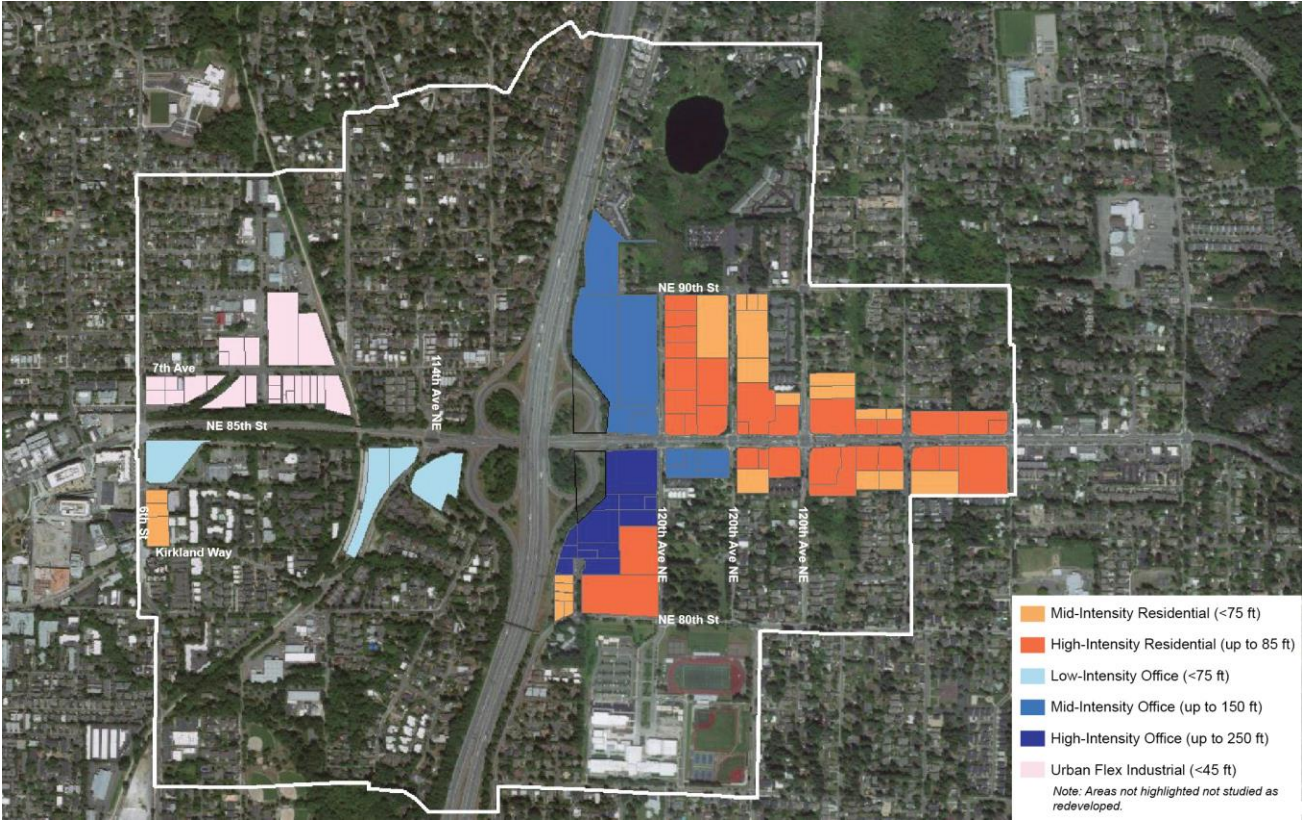 NE 90th St
7th Ave
114th Ave NE
NE 85th St
6th St
Kirkland Way
120th Ave NE
120th Ave NE
120th Ave NE
NE 80th St
Mid-Intensity Residential (<75 ft)
High-Intensity Residential (up to 85 ft)
Low-Intensity Office (<75 ft)
Mid-Intensity Office (up to 150 ft)
High-Intensity Office (up to 250 ft)
Urban Flex Industrial (<45 ft)
Note: Areas not highlighted not studied as
redeveloped.